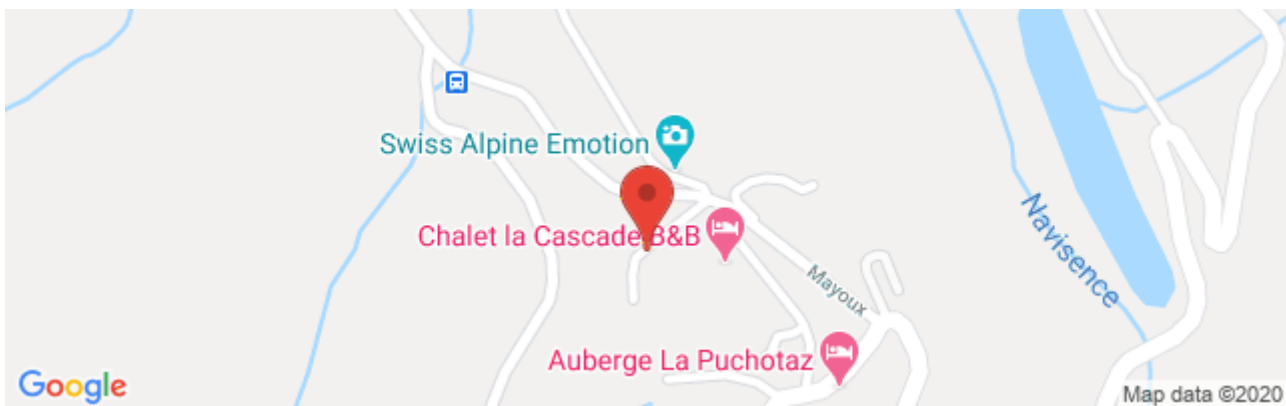 Swiss Alpine Emotion
Chalet la Cascade B&B
Navisence
Mayoux
Auberge La Puchotaz
Google
Map data ©2020